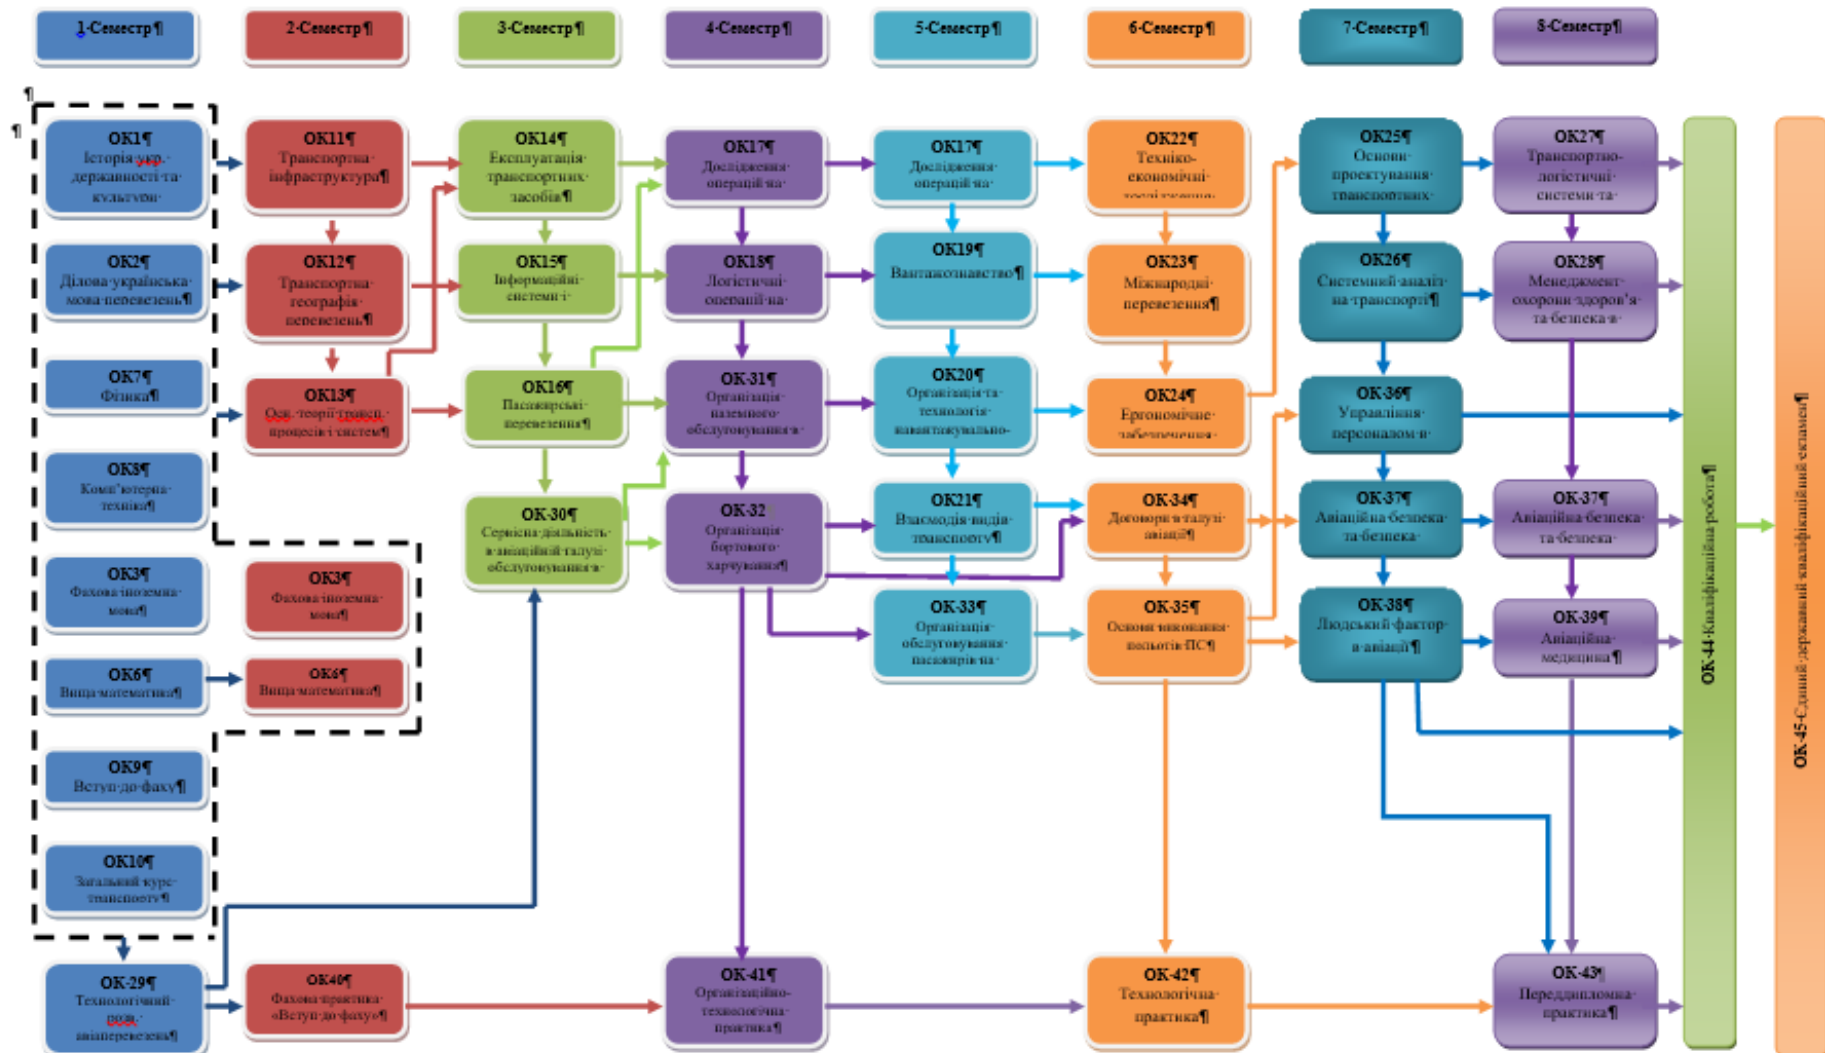 1·Семестр¶
2·Семестр¶
3·Семестр¶
4·Семестр¶
5·Семестр¶
6·Семестр¶
7·Семестр¶
8·Семестр¶
¶
¶
ОК1¶
Історія·укр.·
державності·та·
культури·
ОК2¶
Ділова·українська·
мова·перевезень¶
ОК7¶
Фізика¶
ОК8¶
Комп’ютерна·
техніка¶
ОК3¶
Фахова·іноземна·
мова¶
ОК6¶
Вища·математика¶
ОК9¶
Вступ·до·фаху¶
ОК10¶
Загальний·курс·
транспорту¶
ОК·29¶
Технологічний·
розв.·
авіаперевезень¶
ОК11¶
Транспортна·
інфраструктура¶
ОК12¶
Транспортна·
географія·
перевезень¶
ОК13¶
Осн.·теорії·трансп.·
процесів·і·систем¶
ОК3¶
Фахова·іноземна·
мова¶
ОК6¶
Вища·математика¶
ОК40¶
Фахова·практика·
«Вступ·до·фаху»¶
ОК14¶
Експлуатація·
транспортних·
засобів¶
ОК15¶
Інформаційні·
системи·і·
ОК16¶
Пасажирські·
перевезення¶
ОК·30¶
Сервісна·діяльність·
в·авіаційній·галузі·
обслуговування·в·
ОК17¶
Дослідження·
операцій·на·
ОК18¶
Логістичні·
операції·на·
ОК·31¶
Організація·
наземного·
обслуговування·в·
ОК·32
Організація·
бортового·
харчування¶
ОК·41¶
Організаційно-
технологічна·
практика¶
ОК17¶
Дослідження·
операцій·на·
ОК19¶
Вантажознавство¶
ОК20¶
Організація·та·
технологія·
навантажувально-
ОК21¶
Взаємодія·видів·
транспорту¶
ОК·33¶
Організація·
обслуговування·
пасажирів·на·
ОК22¶
Техніко-
економічні·
дослідження·
ОК23¶
Міжнародні·
перевезення¶
ОК24¶
Ергономічне·
забезпечення·
ОК·34¶
Договори·в·галузі·
авіації¶
ОК·35¶
Основи·виконання·
польотів·ПС¶
ОК·42¶
Технологічна·
практика¶
ОК25¶
Основи·
проектування·
транспортних·
ОК26¶
Системний·аналіз·
на·транспорті¶
ОК·36¶
Управління·
персоналом·в·
ОК·37¶
Авіаційна·безпека·
та·безпека·
ОК·38¶
Людський·фактор·
в·авіації¶
ОК27¶
Транспортно-
логістичні·
системи·та·
ОК28¶
Менеджмент·
охорони·здоров’я·
та·безпека·в·
ОК·37¶
Авіаційна·безпека·
та·безпека·
ОК·39¶
Авіаційна·
медицина¶
ОК·43¶
Переддипломна·
практика¶
ОК·44·Кваліфікаційна·робота¶
ОК·45·Єдиний·державний·кваліфікаційний·екзамен¶